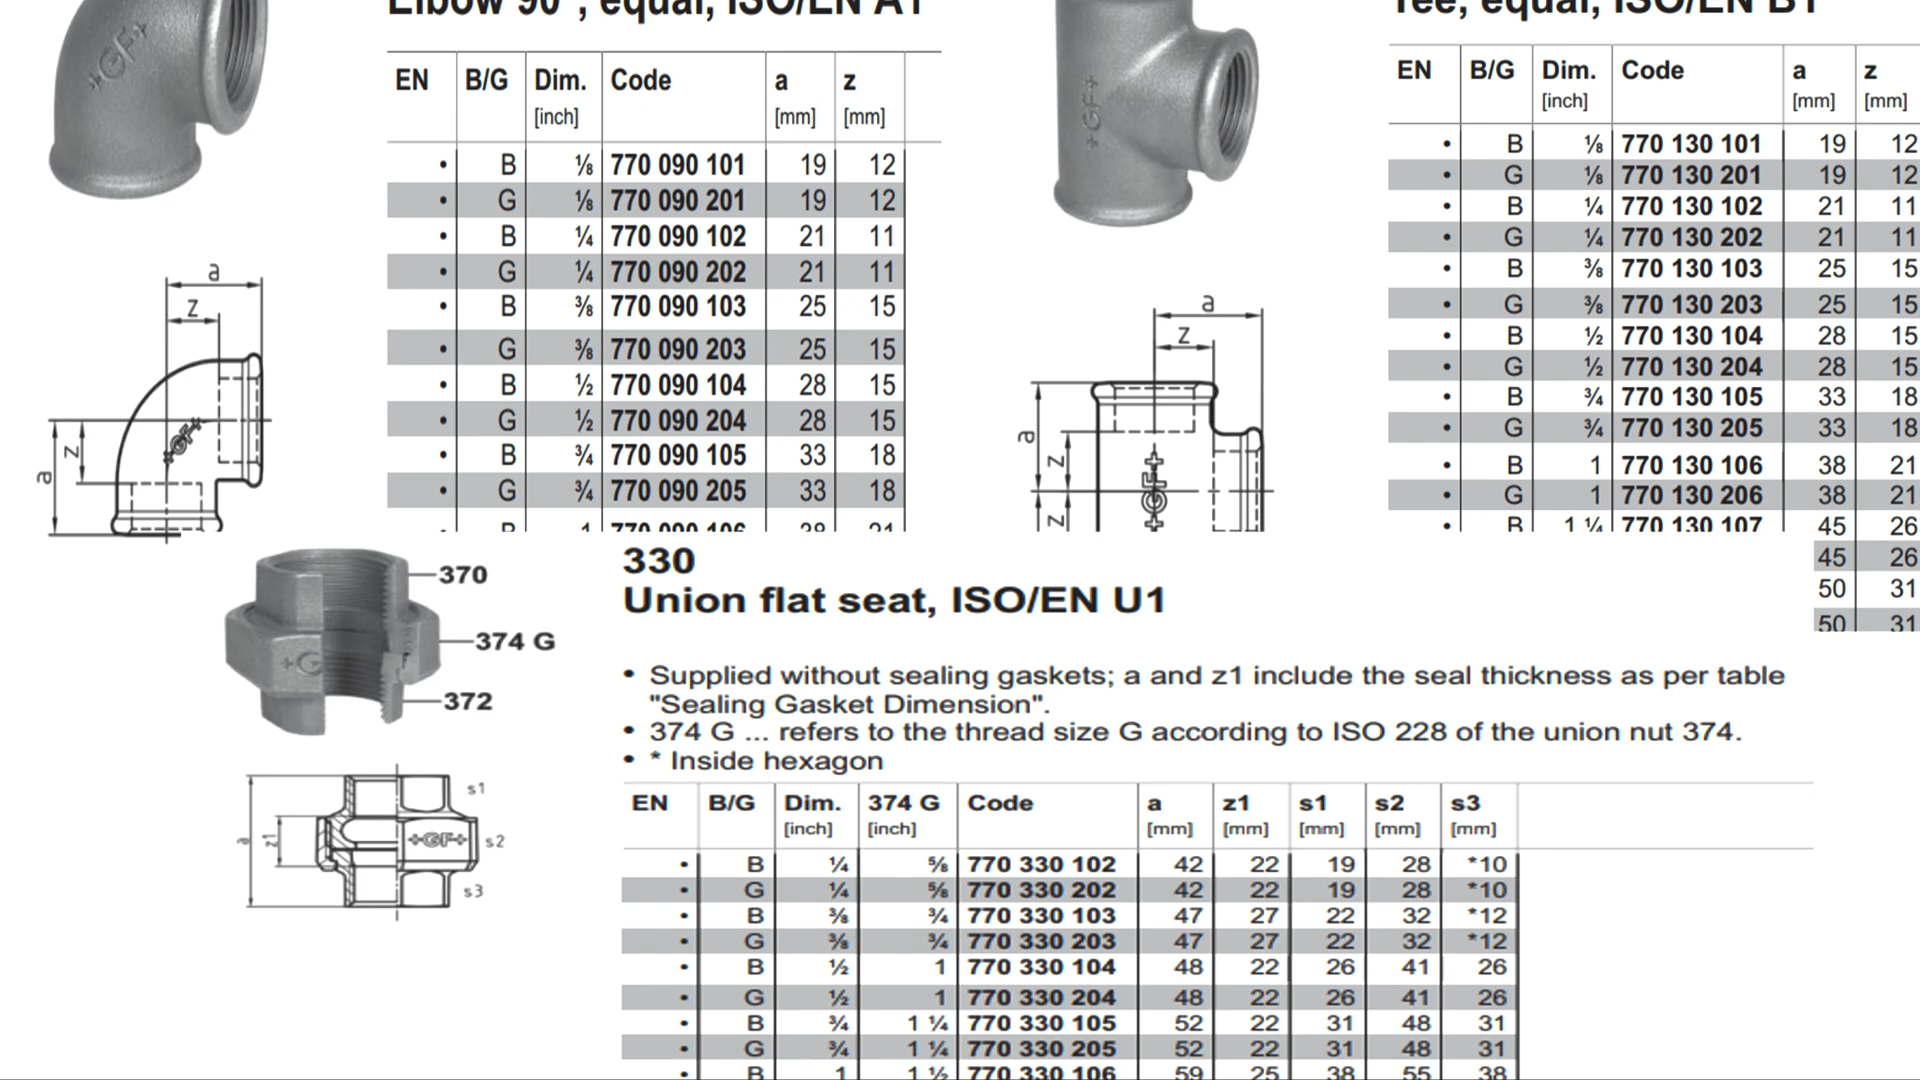 Elbow 90°, equal, ISO/EN A1
EN B/G Dim. Code a z
[inch] [mm] [mm]
• B ⅛ 770 090 101 19 12
• G ⅛ 770 090 201 19 12
• B ¼ 770 090 102 21 11
• G ¼ 770 090 202 21 11
• B ⅜ 770 090 103 25 15
• G ⅜ 770 090 203 25 15
• B ½ 770 090 104 28 15
• G ½ 770 090 204 28 15
• B ¾ 770 090 105 33 18
• G ¾ 770 090 205 33 18
B 1 770 090 106 38 21
+GF+
a
z
z
a
+GF+
Tee, equal, ISO/EN B1
EN B/G Dim. Code a z
[inch] [mm] [mm]
• B ⅛ 770 130 101 19 12
• G ⅛ 770 130 201 19 12
• B ¼ 770 130 102 21 11
• G ¼ 770 130 202 21 11
• B ⅜ 770 130 103 25 15
• G ⅜ 770 130 203 25 15
• B ½ 770 130 104 28 15
• G ½ 770 130 204 28 15
• B ¾ 770 130 105 33 18
• G ¾ 770 130 205 33 18
• B 1 770 130 106 38 21
• G 1 770 130 206 38 21
• B 1 ¼ 770 130 107 45 26
45 26
50 31
50 31
+GF+
a
z
a
z
z
+GF+
370
374 G
372
+G
330
Union flat seat, ISO/EN U1
• Supplied without sealing gaskets; a and z1 include the seal thickness as per table
"Sealing Gasket Dimension".
• 374 G ... refers to the thread size G according to ISO 228 of the union nut 374.
• * Inside hexagon
a
z1
s1
+GF+
s2
s3
EN B/G Dim. 374 G Code a z1 s1 s2 s3
[inch] [inch] [mm] [mm] [mm] [mm] [mm]
• B ¼ ⅝ 770 330 102 42 22 19 28 *10
• G ¼ ⅝ 770 330 202 42 22 19 28 *10
• B ⅜ ¾ 770 330 103 47 27 22 32 *12
• G ⅜ ¾ 770 330 203 47 27 22 32 *12
• B ½ 1 770 330 104 48 22 26 41 26
• G ½ 1 770 330 204 48 22 26 41 26
• B ¾ 1 ¼ 770 330 105 52 22 31 48 31
• G ¾ 1 ¼ 770 330 205 52 22 31 48 31
• B 1 1 ½ 770 330 106 59 25 38 55 38